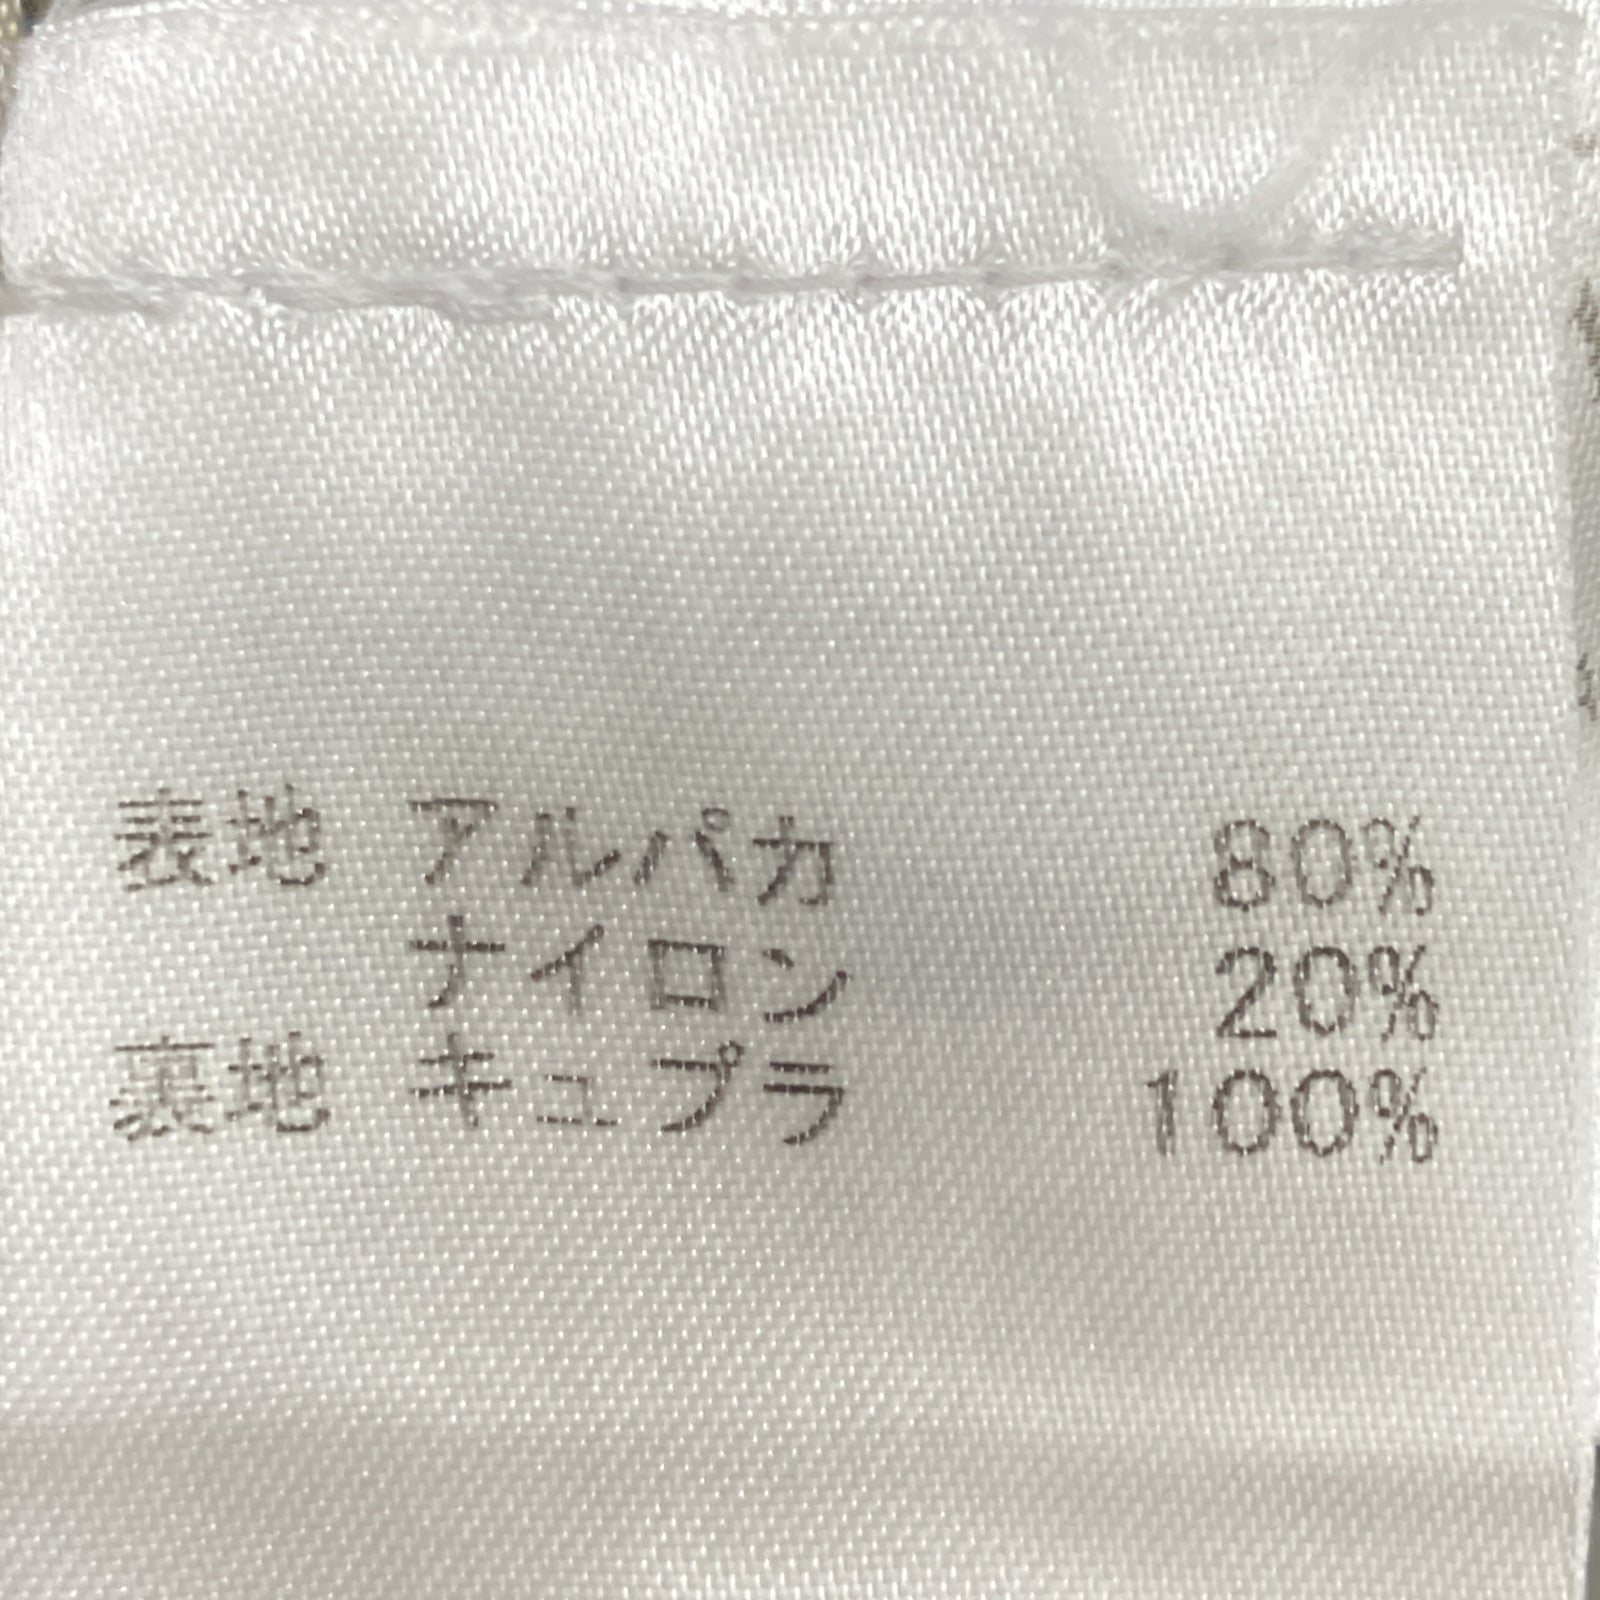 表地 アルパカ 80%
ナイロン 20%
裏地 キュプラ 100%